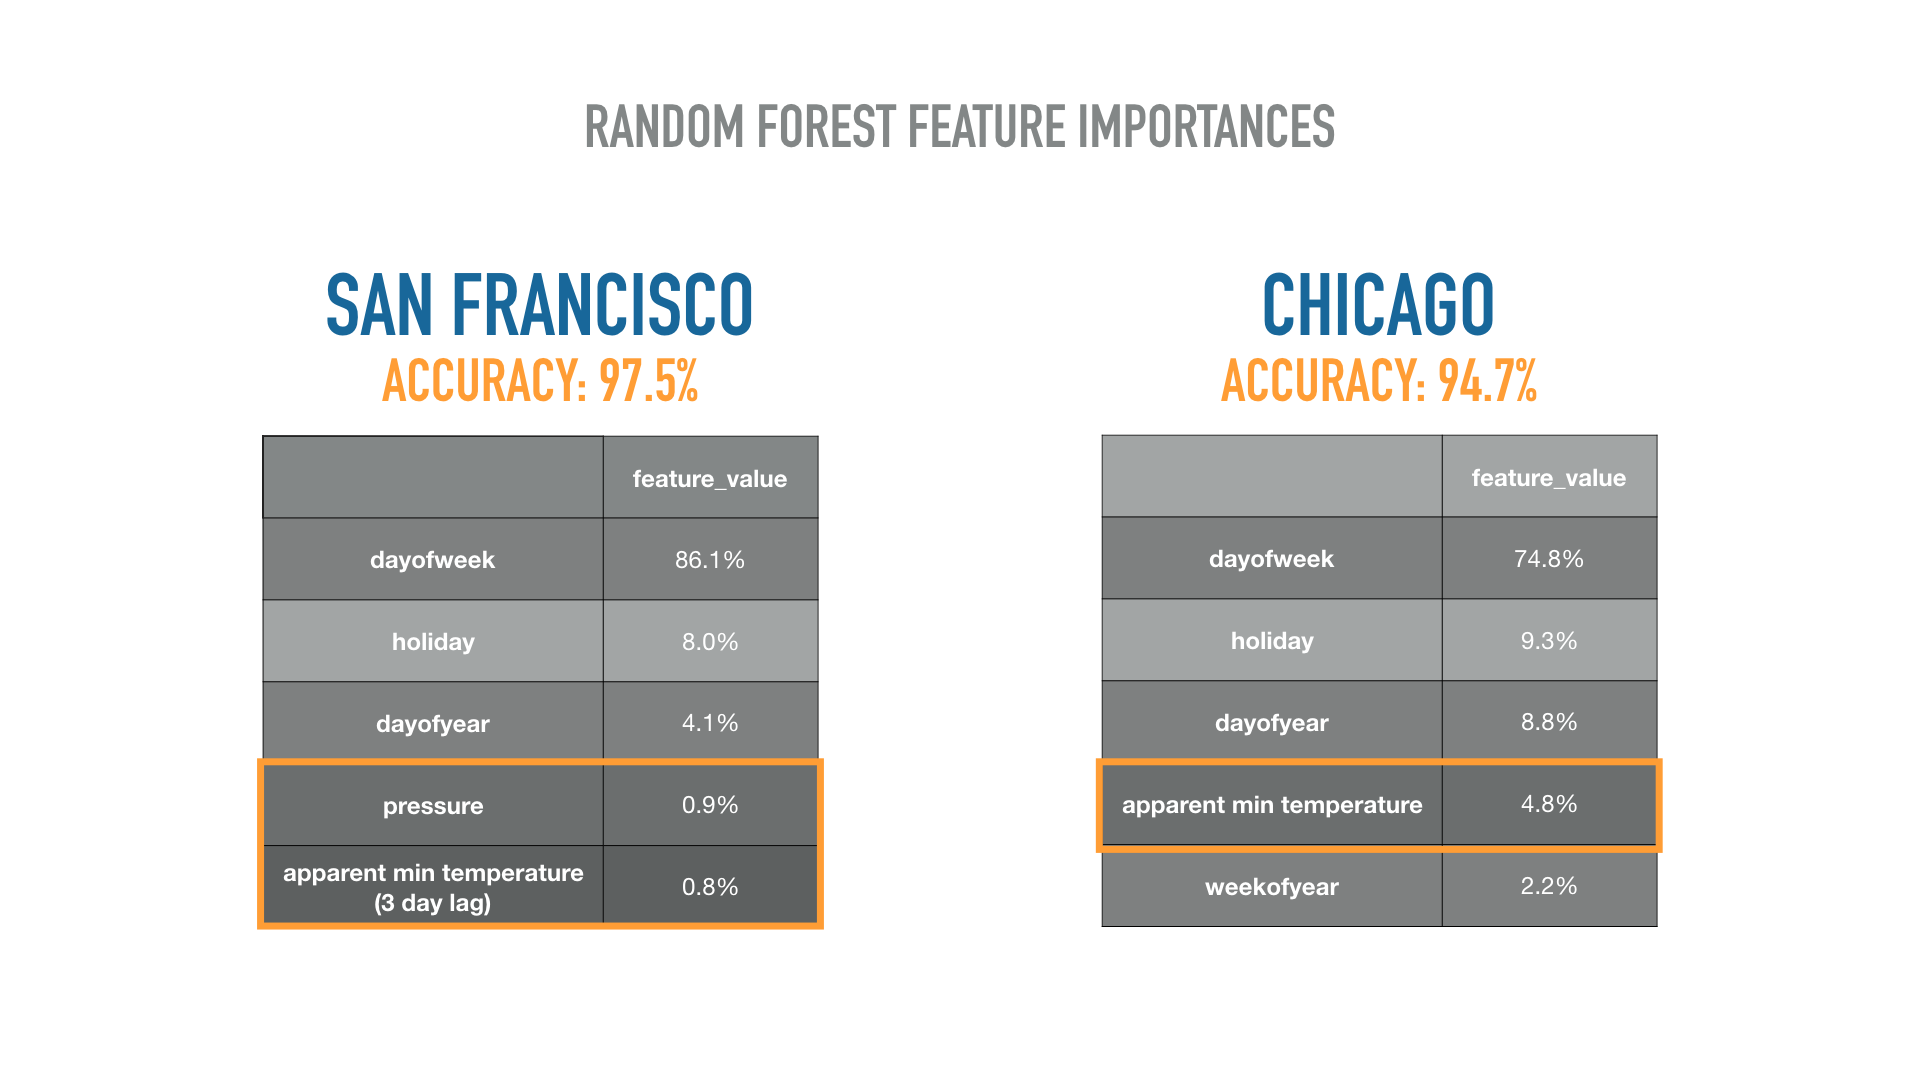 RANDOM FOREST FEATURE IMPORTANCES
SAN FRANCISCO
ACCURACY: 97.5%
feature_value
dayofweek 86.1%
holiday 8.0%
dayofyear 4.1%
pressure 0.9%
apparent min temperature
(3 day lag) 0.8%
CHICAGO
ACCURACY: 94.7%
feature_value
dayofweek 74.8%
holiday 9.3%
dayofyear 8.8%
apparent min temperature 4.8%
weekofyear 2.2%